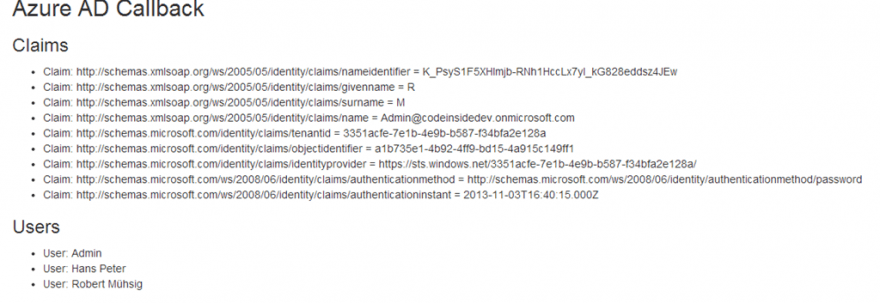 Azure AD Callback
Claims
Claim: http://schemas.xmlsoap.org/ws/2005/05/identity/claims/nameidentifier = K_PsyS1F5XHlmjb-RNh1HccLx7yl_kG828eddsz4JEw
Claim: http://schemas.xmlsoap.org/ws/2005/05/identity/claims/givenname = R
Claim: http://schemas.xmlsoap.org/ws/2005/05/identity/claims/surname = M
Claim: http://schemas.xmlsoap.org/ws/2005/05/identity/claims/name = Admin@codeinsidedev.onmicrosoft.com
Claim: http://schemas.microsoft.com/identity/claims/tenantid = 3351acfe-7e1b-4e9b-b587-f34bfa2e128a
Claim: http://schemas.microsoft.com/identity/claims/objectidentifier = a1b735e1-4b92-4ff9-bd15-4a915c149ff1
Claim: http://schemas.microsoft.com/identity/claims/identityprovider = https://sts.windows.net/3351acfe-7e1b-4e9b-b587-f34bfa2e128a/
Claim: http://schemas.microsoft.com/ws/2008/06/identity/claims/authenticationmethod = http://schemas.microsoft.com/ws/2008/06/identity/authenticationmethod/password
Claim: http://schemas.microsoft.com/ws/2008/06/identity/claims/authenticationinstant = 2013-11-03T16:40:15.000Z
Users
User: Admin
User: Hans Peter
User: Robert Mühsig